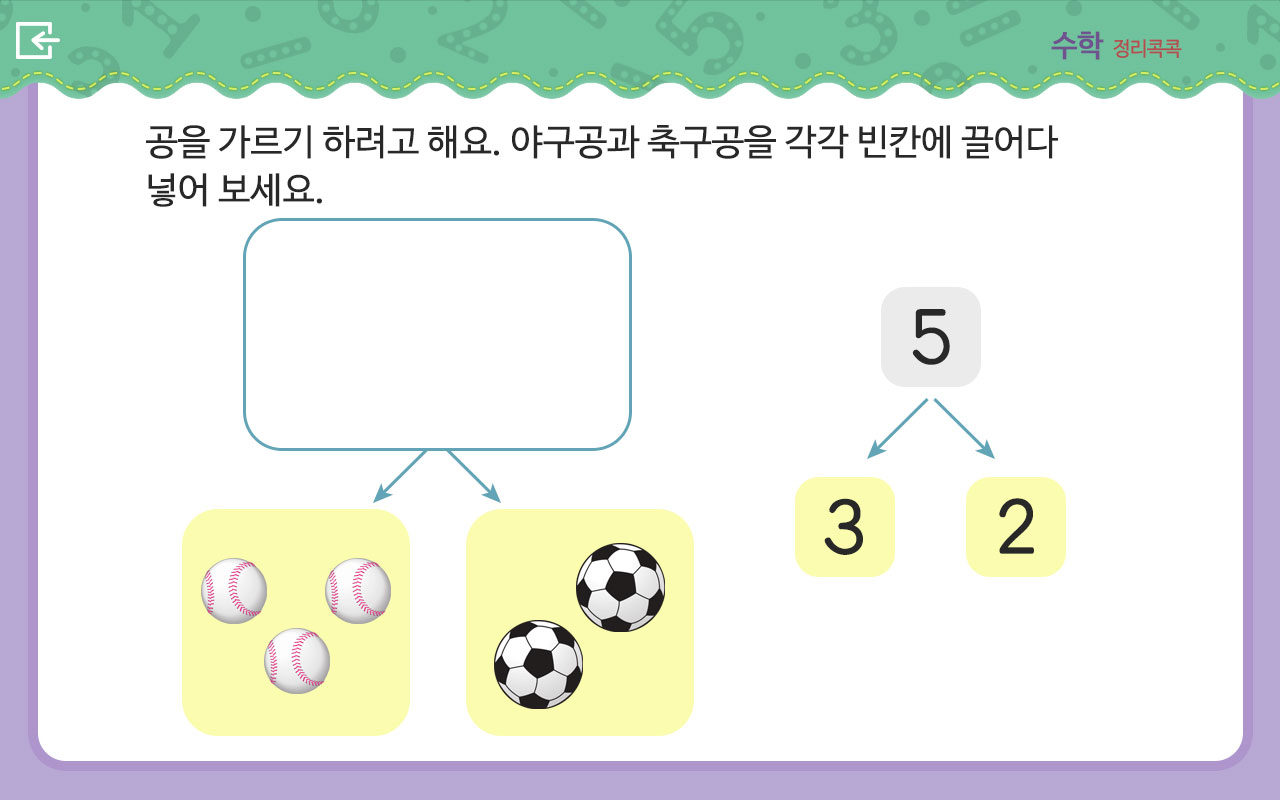 수학 정리콕콕
공을 가르기 하려고 해요. 야구공과 축구공을 각각 빈칸에 끌어다
넣어 보세요.
5
3 2